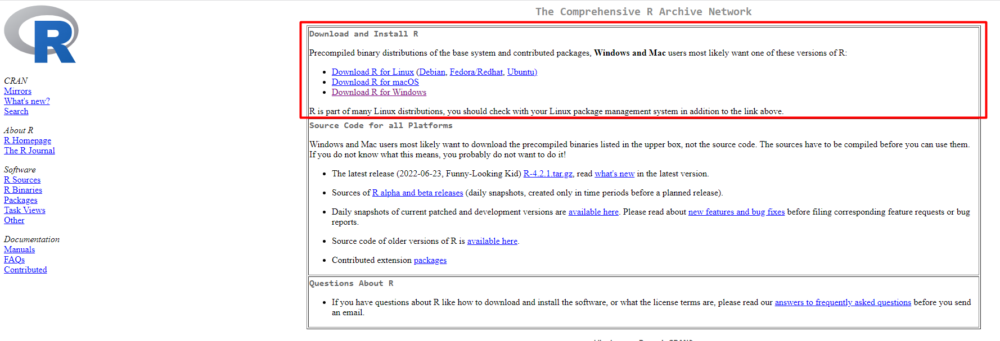 R
CRAN
Mirrors
What's new?
Search
About R
R Homepage
The R Journal
Software
R Sources
R Binaries
Packages
Task Views
Other
Documentation
Manuals
FAQs
Contributed
The Comprehensive R Archive Network
Download and Install R
Precompiled binary distributions of the base system and contributed packages, Windows and Mac users most likely want one of these versions of R:
Download R for Linux (Debian, Fedora/Redhat, Ubuntu)
Download R for macOS
Download R for Windows
R is part of many Linux distributions, you should check with your Linux package management system in addition to the link above.
Source Code for all Platforms
Windows and Mac users most likely want to download the precompiled binaries listed in the upper box, not the source code. The sources have to be compiled before you can use them.
If you do not know what this means, you probably do not want to do it!
The latest release (2022-06-23, Funny-Looking Kid) R-4.2.1.tar.gz, read what's new in the latest version.
Sources of R alpha and beta releases (daily snapshots, created only in time periods before a planned release).
Daily snapshots of current patched and development versions are available here. Please read about new features and bug fixes before filing corresponding feature requests or bug
reports.
Source code of older versions of R is available here.
Contributed extension packages
Questions About R
If you have questions about R like how to download and install the software, or what the license terms are, please read our answers to frequently asked questions before you send
an email.